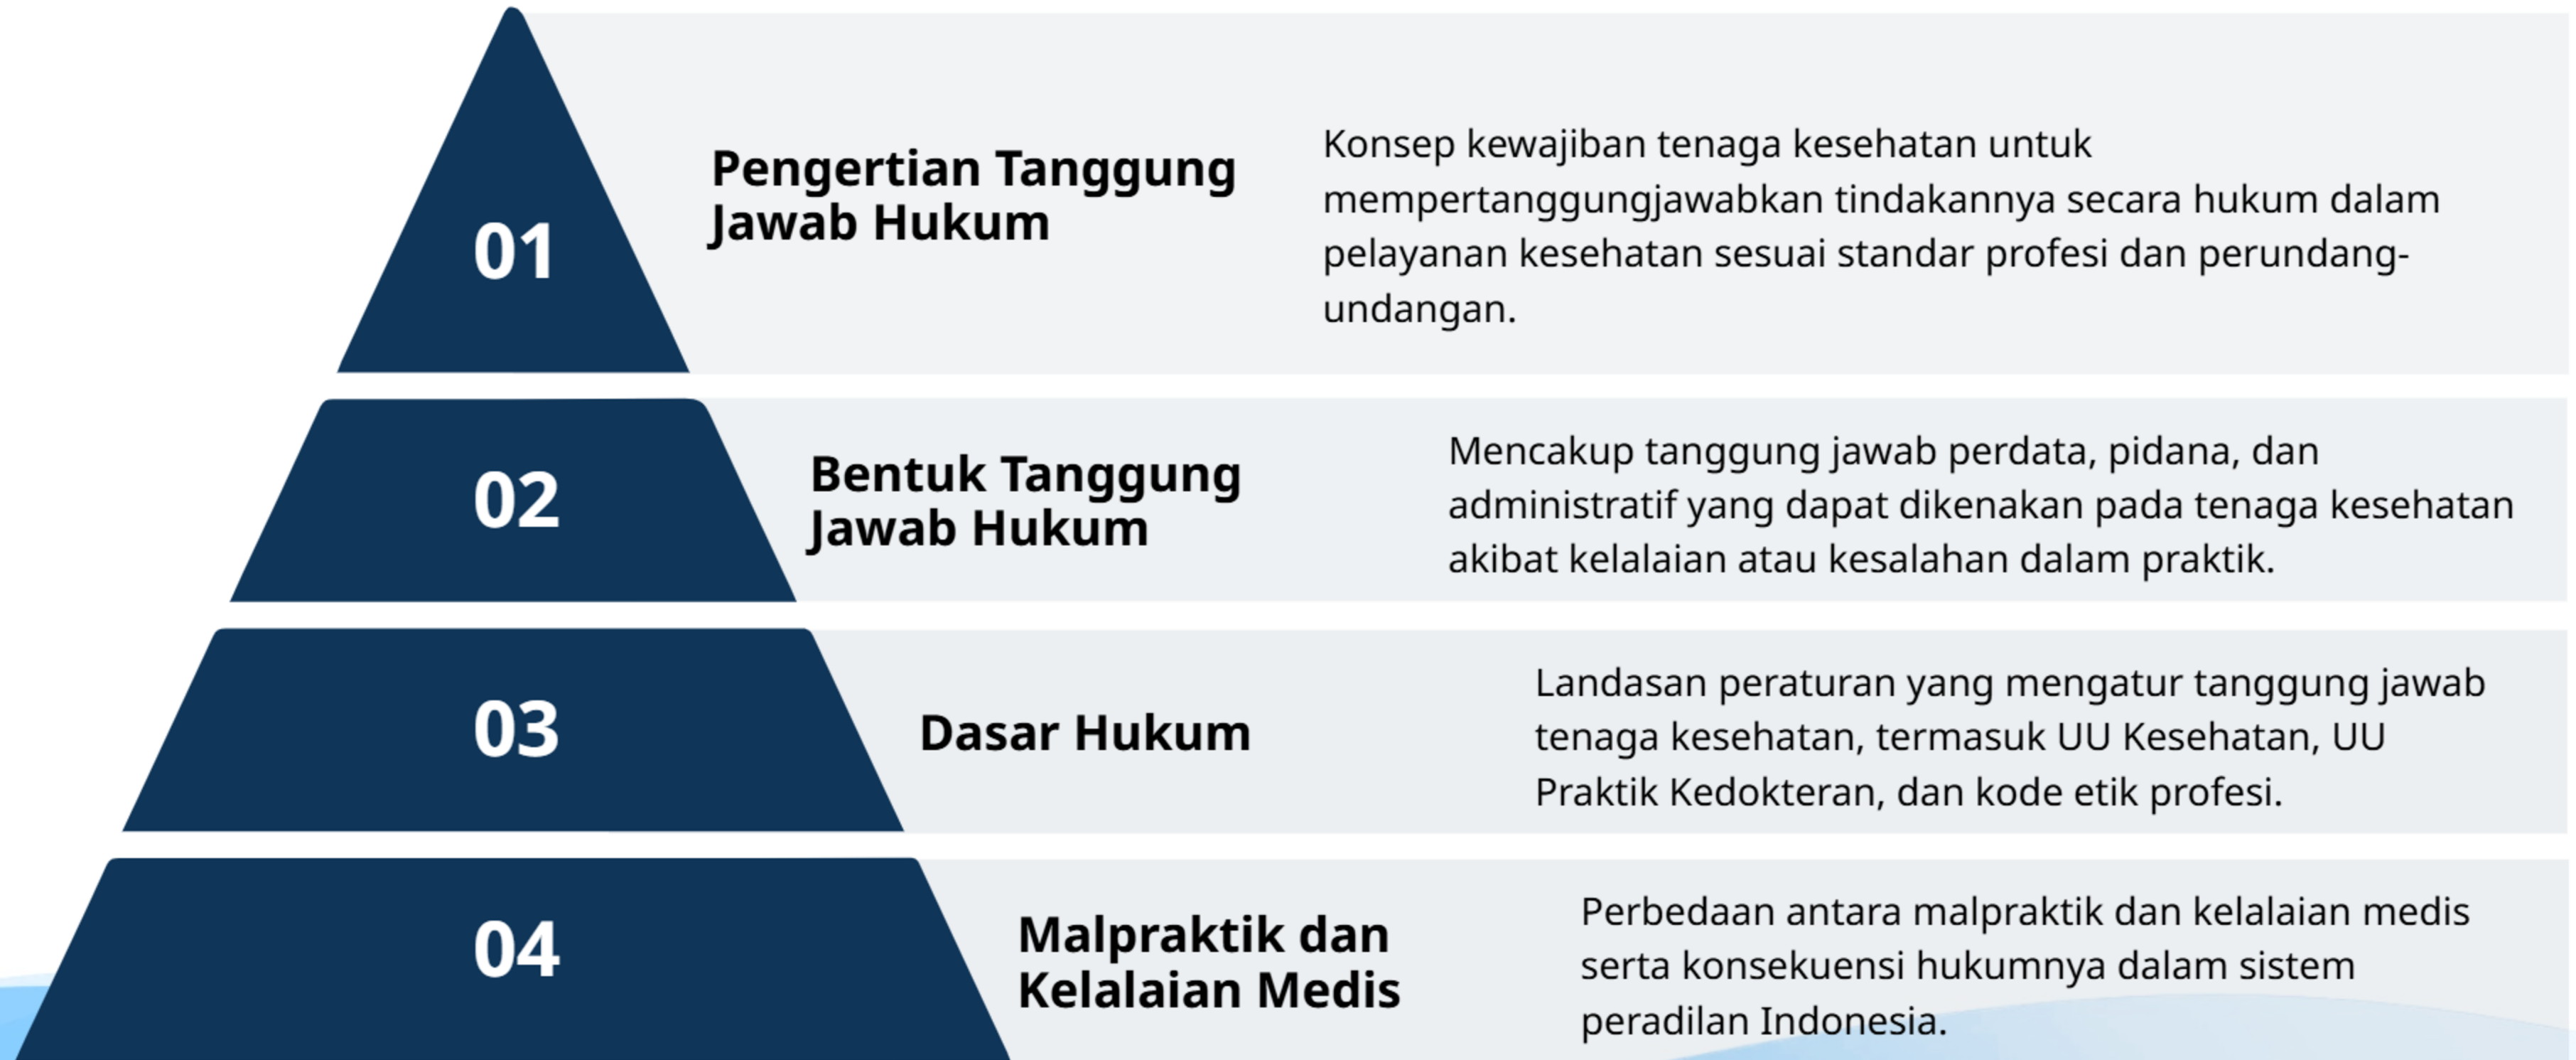 01
Pengertian Tanggung
Jawab Hukum
Konsep kewajiban tenaga kesehatan untuk
mempertanggungjawabkan tindakannya secara hukum dalam
pelayanan kesehatan sesuai standar profesi dan perundang-
undangan.
02
Bentuk Tanggung
Jawab Hukum
Mencakup tanggung jawab perdata, pidana, dan
administratif yang dapat dikenakan pada tenaga kesehatan
akibat kelalaian atau kesalahan dalam praktik.
03
Dasar Hukum
Landasan peraturan yang mengatur tanggung jawab
tenaga kesehatan, termasuk UU Kesehatan, UU
Praktik Kedokteran, dan kode etik profesi.
04
Malpraktik dan
Kelalaian Medis
Perbedaan antara malpraktik dan kelalaian medis
serta konsekuensi hukumnya dalam sistem
peradilan Indonesia.